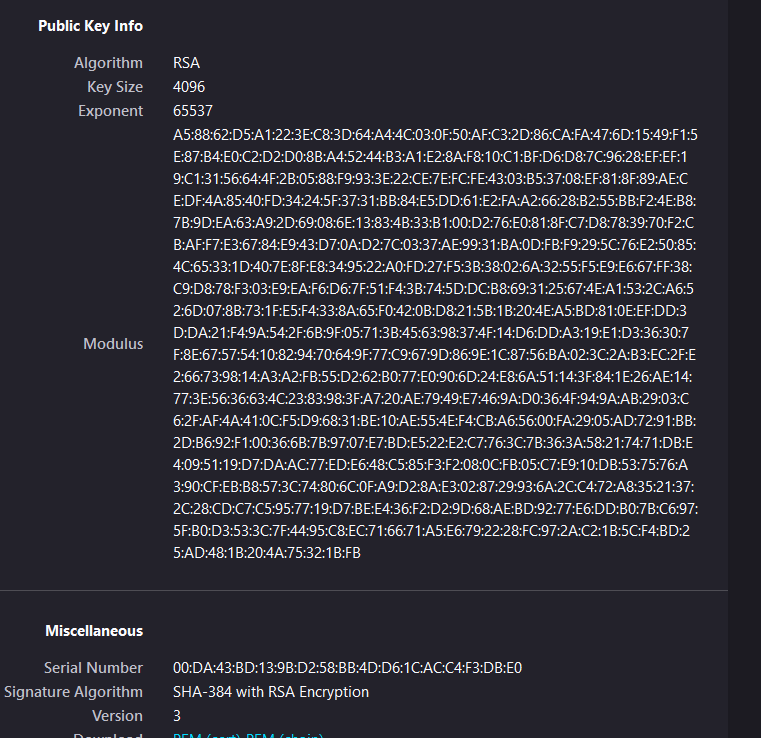 Public Key Info
Algorithm RSA
Key Size 4096
Exponent 65537
A5:88:62:D5:A1:22:3E:C8:3D:64:A4:4C:03:0F:50:AF:C3:2D:86:CA:FA:47:6D:15:49:F1:5
E:87:B4:E0:C2:D2:D0:8B:A4:52:44:B3:A1:E2:8A:F8:10:C1:BF:D6:D8:7C:96:28:EF:EF:1
9:C1:31:56:64:4F:2B:05:88:F9:93:3E:22:CE:7E:FC:FE:43:03:B5:37:08:EF:81:8F:89:AE:C
E:DF:4A:85:40:FD:34:24:5F:37:31:BB:84:E5:DD:61:E2:FA:A2:66:28:B2:55:BB:F2:4E:B8:
7B:9D:EA:63:A9:2D:69:08:6E:13:83:4B:33:B1:00:D2:76:E0:81:8F:C7:D8:78:39:70:F2:C
B:AF:F7:E3:67:84:E9:43:D7:0A:D2:7C:03:37:AE:99:31:BA:0D:FB:F9:29:5C:76:E2:50:85:
4C:65:33:1D:40:7E:8F:E8:34:95:22:A0:FD:27:F5:3B:38:02:6A:32:55:F5:E9:E6:67:FF:38:
C9:D8:78:F3:03:E9:EA:F6:D6:7F:51:F4:3B:74:5D:DC:B8:69:31:25:67:4E:A1:53:2C:A6:5
2:6D:07:8B:73:1F:E5:F4:33:8A:65:F0:42:0B:D8:21:5B:1B:20:4E:A5:BD:81:0E:EF:DD:3
D:DA:21:F4:9A:54:2F:6B:9F:05:71:3B:45:63:98:37:4F:14:D6:DD:A3:19:E1:D3:36:30:7
Modulus F:8E:67:57:54:10:82:94:70:64:9F:77:C9:67:9D:86:9E:1C:87:56:BA:02:3C:2A:B3:EC:2F:E
2:66:73:98:14:A3:A2:FB:55:D2:62:B0:77:E0:90:6D:24:E8:6A:51:14:3F:84:1E:26:AE:14:
77:3E:56:36:63:4C:23:83:98:3F:A7:20:AE:79:49:E7:46:9A:D0:36:4F:94:9A:AB:29:03:C
6:2F:AF:4A:41:0C:F5:D9:68:31:BE:10:AE:55:4E:F4:CB:A6:56:00:FA:29:05:AD:72:91:BB:
2D:B6:92:F1:00:36:6B:7B:97:07:E7:BD:E5:22:E2:C7:76:3C:7B:36:3A:58:21:74:71:DB:E
4:09:51:19:D7:DA:AC:77:ED:E6:48:C5:85:F3:F2:08:0C:FB:05:C7:E9:10:DB:53:75:76:A
3:90:CF:EB:B8:57:3C:74:80:6C:0F:A9:D2:8A:E3:02:87:29:93:6A:2C:C4:72:A8:35:21:37:
2C:28:CD:C7:C5:95:77:19:D7:BE:E4:36:F2:D2:9D:68:AE:BD:92:77:E6:DD:B0:7B:C6:97:
5F:B0:D3:53:3C:7F:44:95:C8:EC:71:66:71:A5:E6:79:22:28:FC:97:2A:C2:1B:5C:F4:BD:2
5:AD:48:1B:20:4A:75:32:1B:FB
Miscellaneous
Serial Number 00:DA:43:BD:13:9B:D2:58:BB:4D:D6:1C:AC:C4:F3:DB:E0
Signature Algorithm SHA-384 with RSA Encryption
Version 3
Download PEM (cert) PEM (chain)